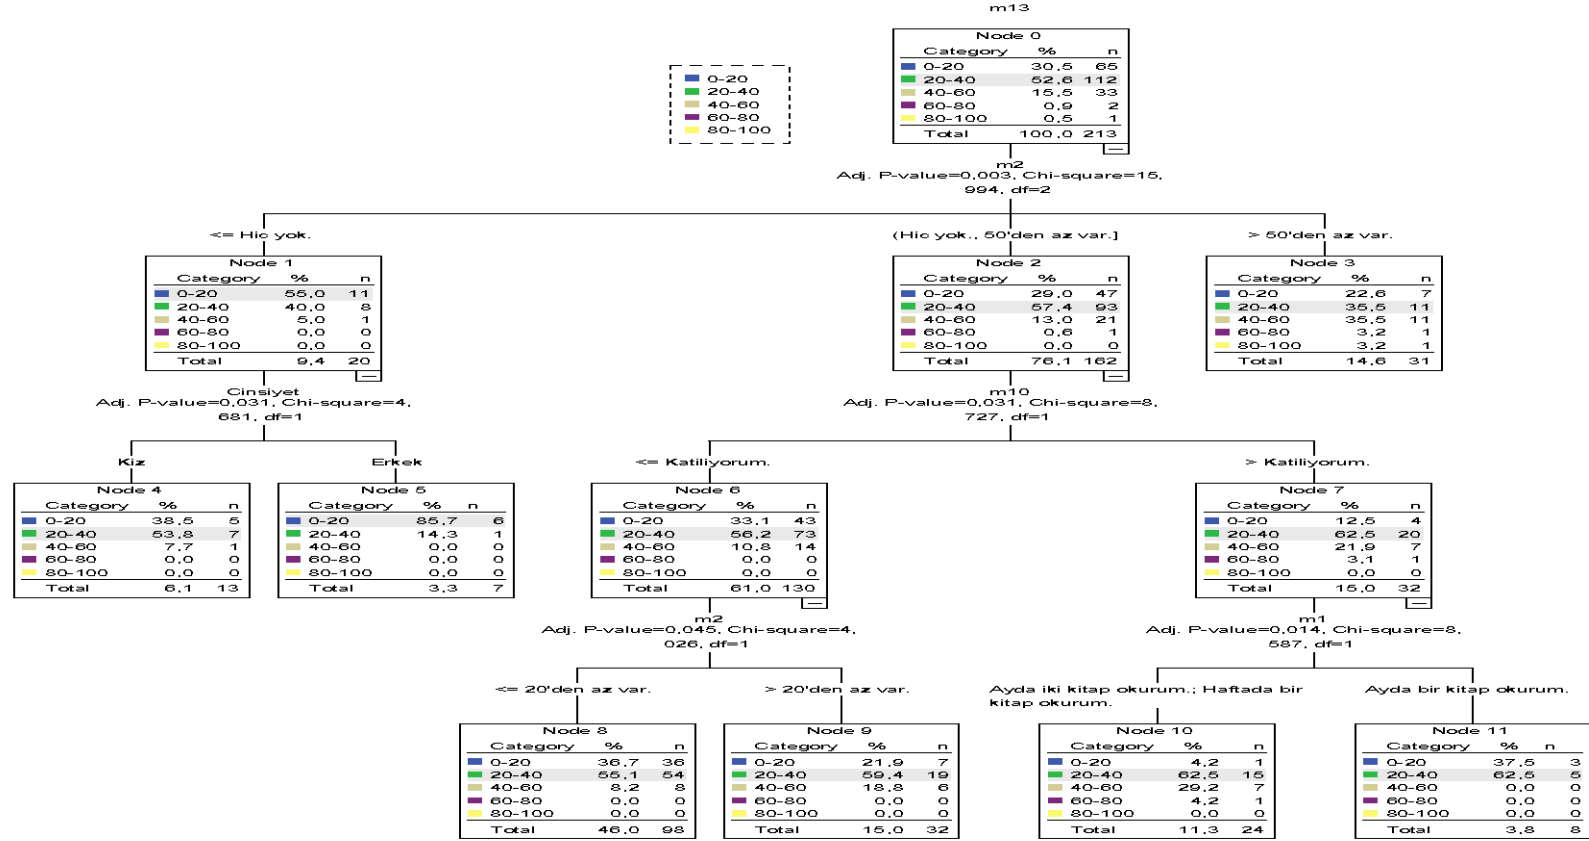 m13
Node 0
Category % n
0-20 30,5 65
20-40 52,6 112
40-60 15,5 33
60-80 0,9 2
80-100 0,5 1
Total 100,0 213
0-20
20-40
40-60
60-80
80-100
m2
Adj. P-value=0,003, Chi-square=15,
994, df=2
<= Hic yok.
(Hic yok., 50'den az var.]
> 50'den az var.
Node 1
Category % n
0-20 55,0 11
20-40 40,0 8
40-60 5,0 1
60-80 0,0 0
80-100 0,0 0
Total 9,4 20
Node 2
Category % n
0-20 29,0 47
20-40 57,4 93
40-60 13,0 21
60-80 0,6 1
80-100 0,0 0
Total 76,1 162
Node 3
Category % n
0-20 22,6 7
20-40 35,5 11
40-60 35,5 11
60-80 3,2 1
80-100 3,2 1
Total 14,6 31
Cinsiyet
Adj. P-value=0,031, Chi-square=4,
681, df=1
m10
Adj. P-value=0,031, Chi-square=8,
727, df=1
Kiz
Erkek
<= Katiliyorum.
> Katiliyorum.
Node 4
Category % n
0-20 38,5 5
20-40 53,8 7
40-60 7,7 1
60-80 0,0 0
80-100 0,0 0
Total 6,1 13
Node 5
Category % n
0-20 85,7 6
20-40 14,3 1
40-60 0,0 0
60-80 0,0 0
80-100 0,0 0
Total 3,3 7
Node 6
Category % n
0-20 33,1 43
20-40 56,2 73
40-60 10,8 14
60-80 0,0 0
80-100 0,0 0
Total 61,0 130
Node 7
Category % n
0-20 12,5 4
20-40 62,5 20
40-60 21,9 7
60-80 3,1 1
80-100 0,0 0
Total 15,0 32
m2
Adj. P-value=0,045, Chi-square=4,
026, df=1
m1
Adj. P-value=0,014, Chi-square=8,
587, df=1
<= 20'den az var.
> 20'den az var.
Ayda iki kitap okurum.; Haftada bir
kitap okurum.
Ayda bir kitap okurum.
Node 8
Category % n
0-20 36,7 36
20-40 55,1 54
40-60 8,2 8
60-80 0,0 0
80-100 0,0 0
Total 46,0 98
Node 9
Category % n
0-20 21,9 7
20-40 59,4 19
40-60 18,8 6
60-80 0,0 0
80-100 0,0 0
Total 15,0 32
Node 10
Category % n
0-20 4,2 1
20-40 62,5 15
40-60 29,2 7
60-80 4,2 1
80-100 0,0 0
Total 11,3 24
Node 11
Category % n
0-20 37,5 3
20-40 62,5 5
40-60 0,0 0
60-80 0,0 0
80-100 0,0 0
Total 3,8 8